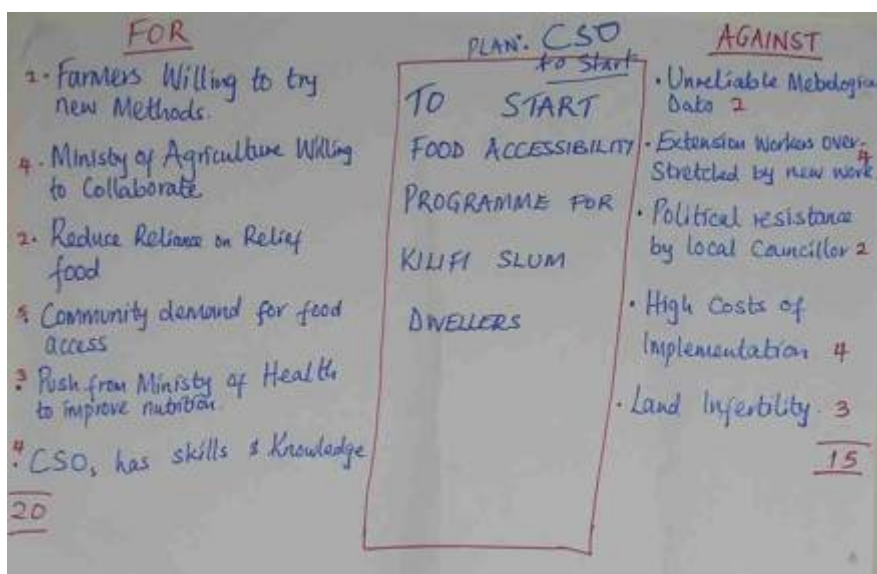 FOR
2. Farmers Willing to try
new Methods.
4. Ministry of Agriculture Willing
to Collaborate
2. Reduce Reliance on Relief
food
5 Community demand for food
access
3. Push from Ministry of Health
to improve nutrition.
4. CSO, has skills & Knowledge
20
PLAN: CSO
to Start
TO START
FOOD ACCESSIBILITY
PROGRAMME FOR
KILIFI SLUM
DWELLERS
AGAINST
• Unreliable
Data 2
• Extension Workers over-
Stretched by new work 4
• Political resistance
by local Councillor 2
• High Costs of
Implementation 4
• Land Infertility. 3
15